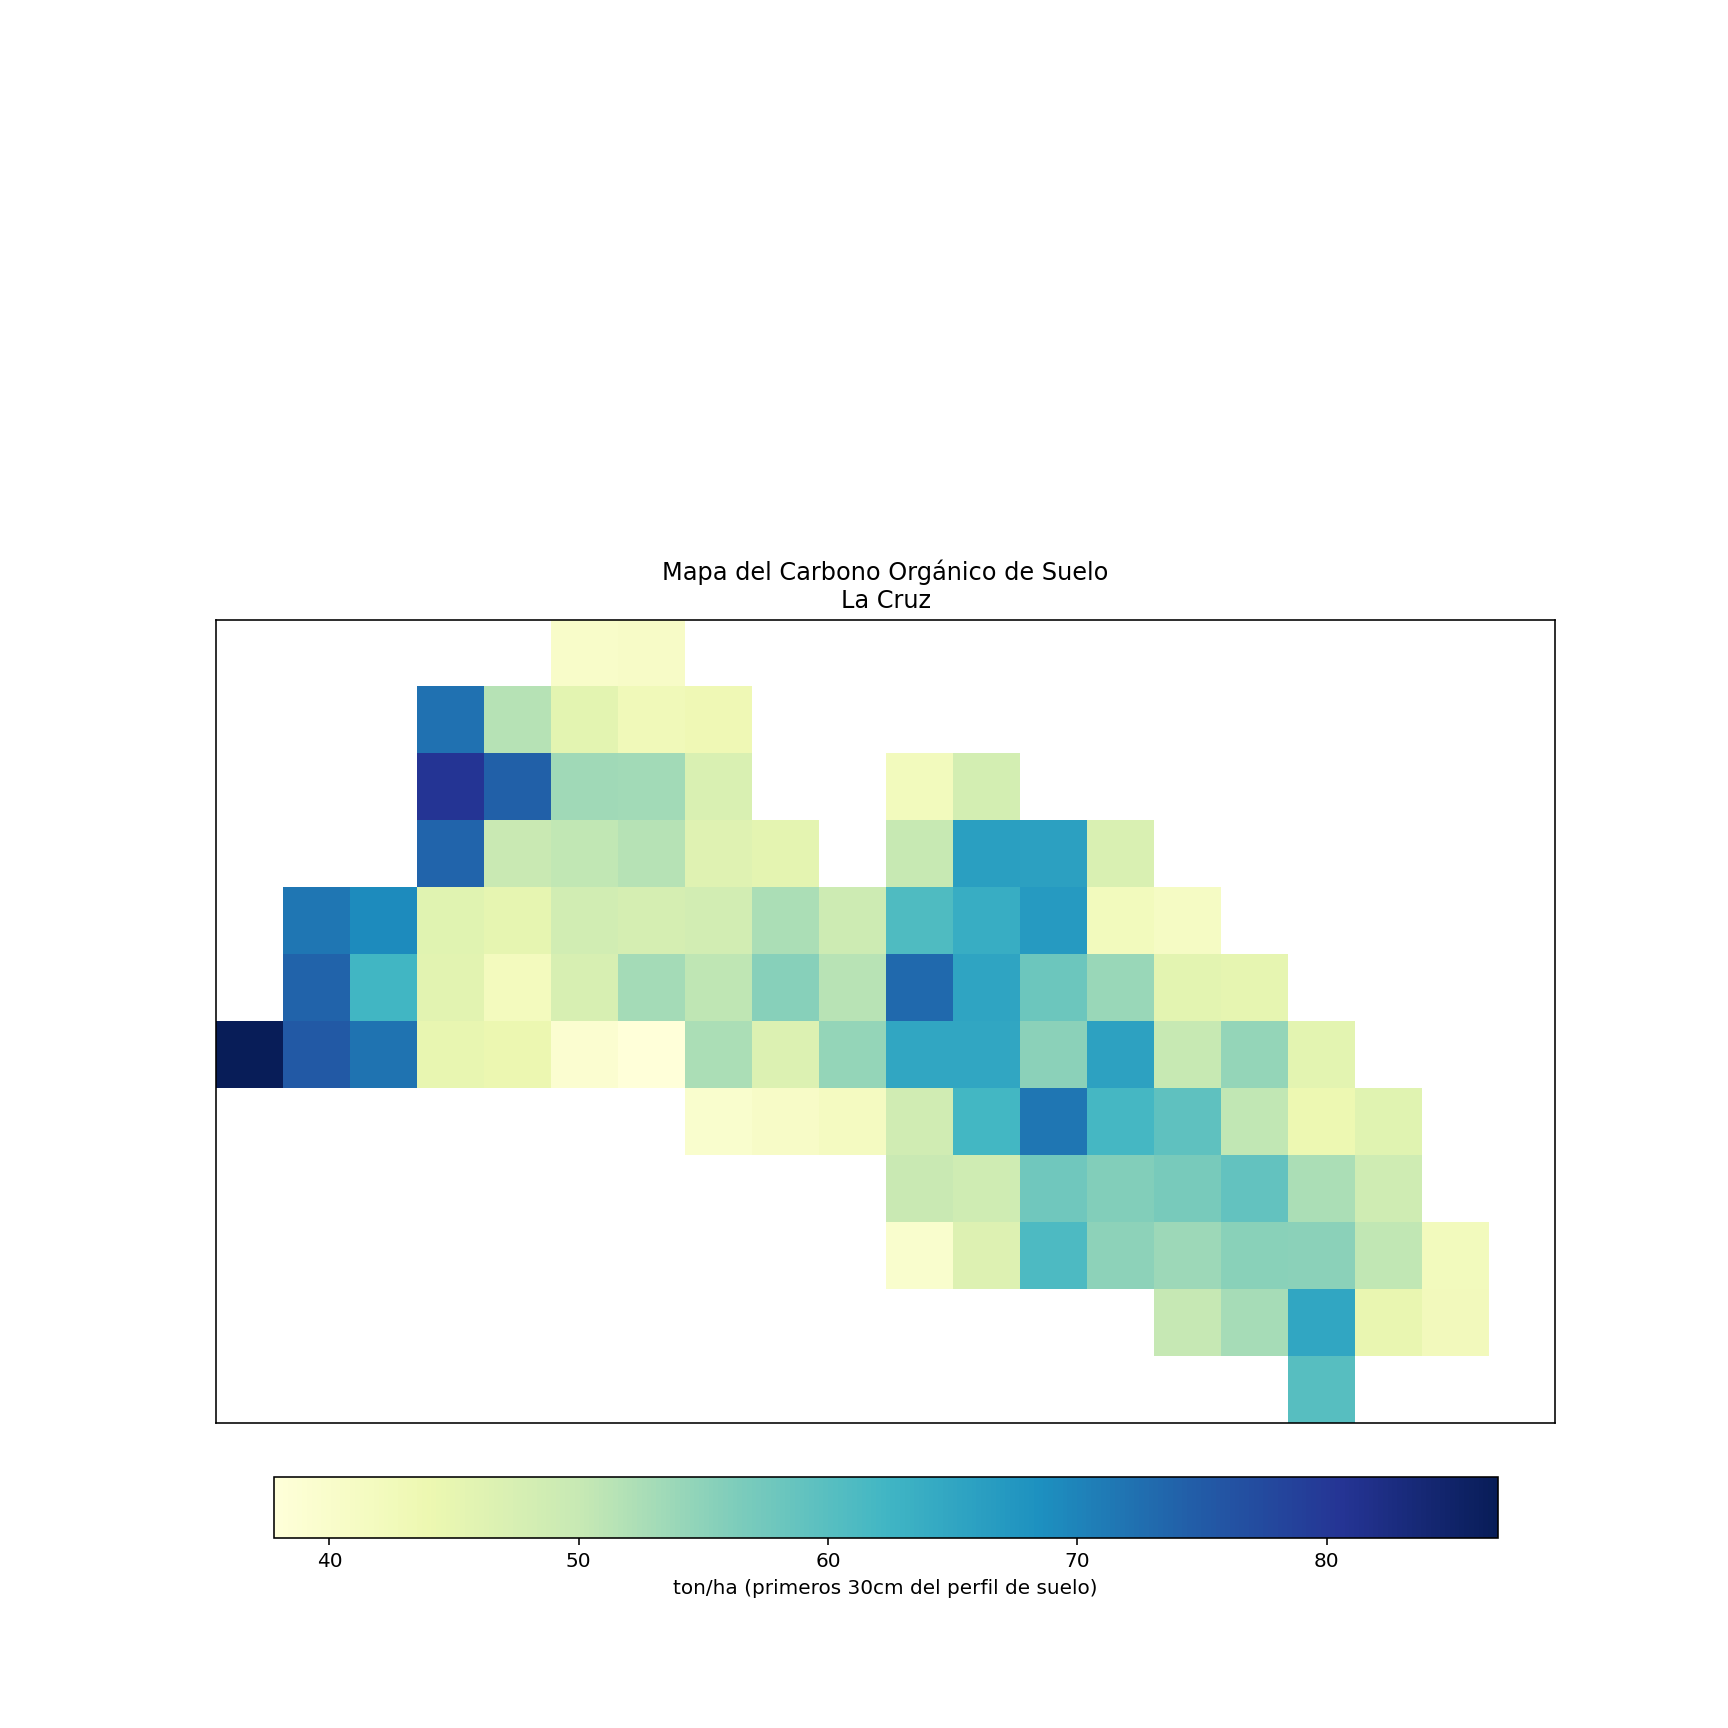 Mapa del Carbono Orgánico de Suelo
La Cruz
40 50 60 70 80
ton/ha (primeros 30cm del perfil de suelo)